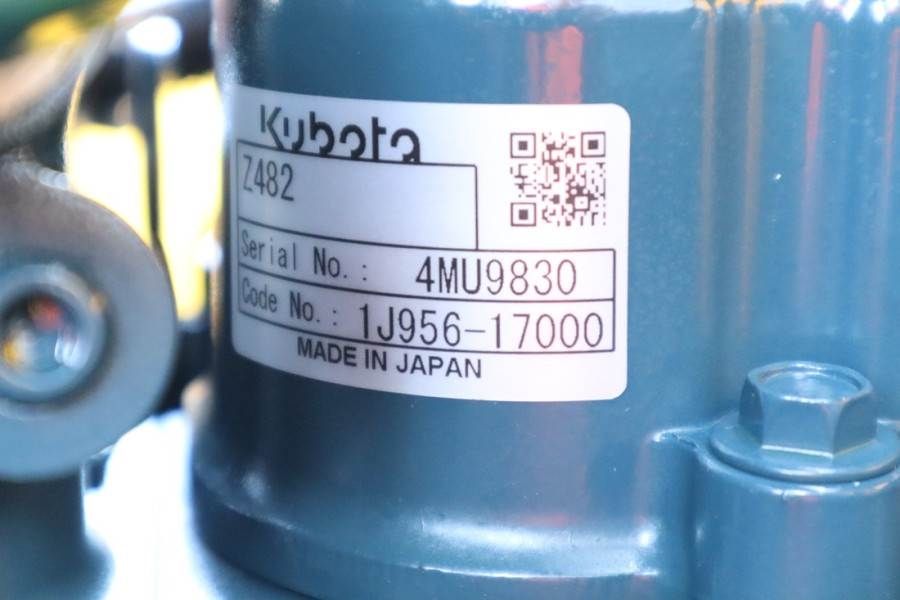 Kubota
Z482
Serial No.: 4MU9830
Code No.: 1J956-17000
MADE IN JAPAN